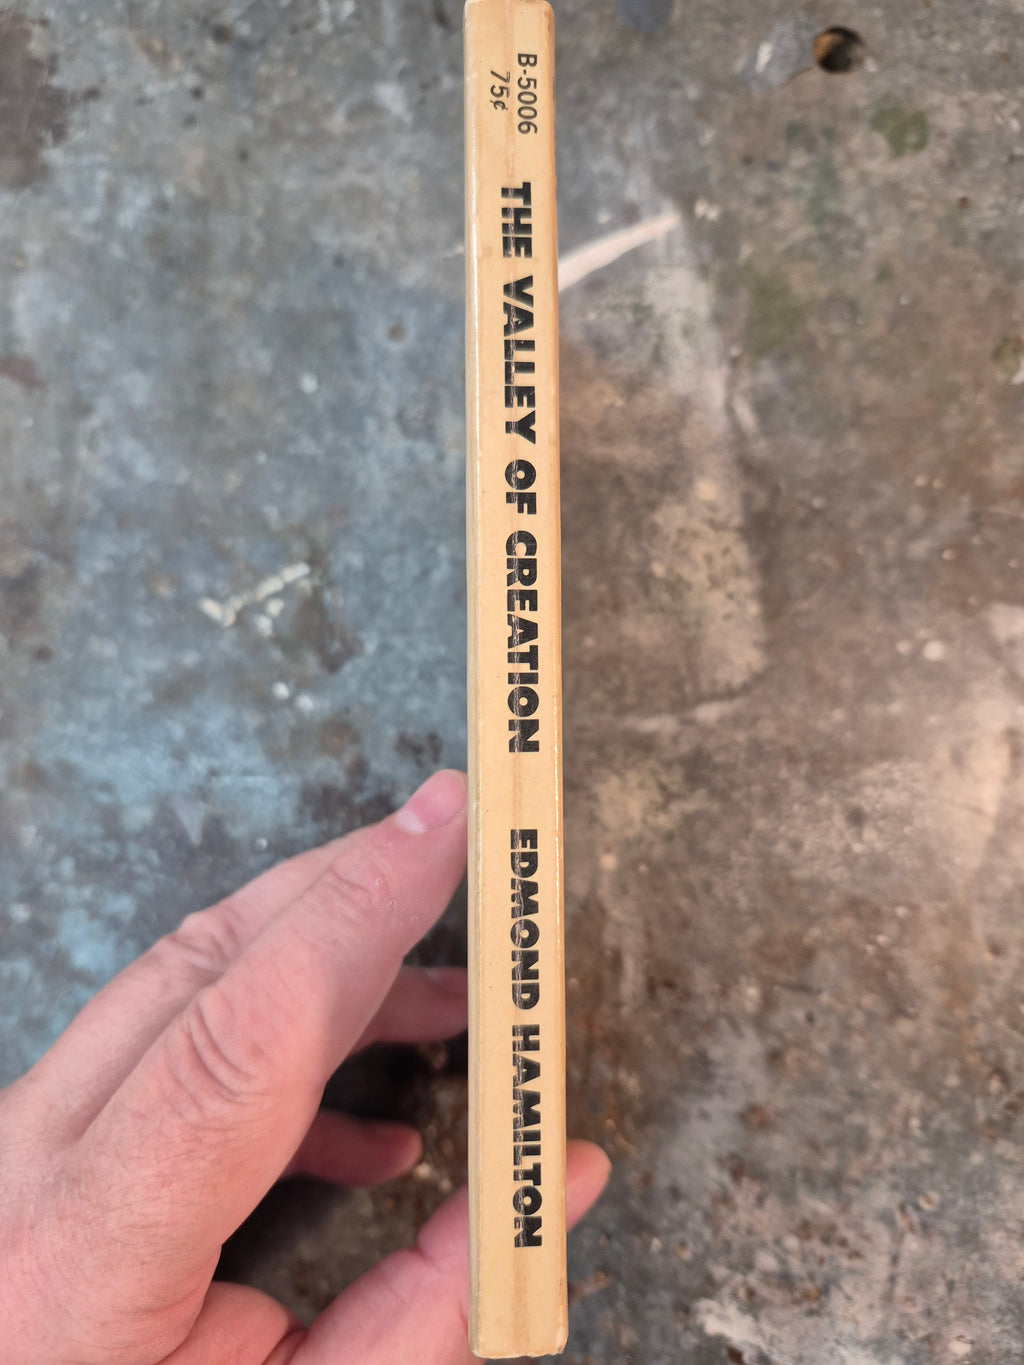 B-5006
75¢
THE VALLEY OF CREATION EDMOND HAMILTON